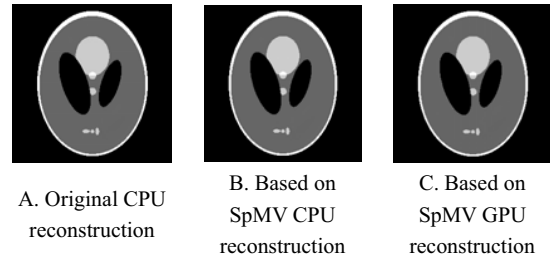 A. Original CPU
reconstruction
B. Based on
SpMV CPU
reconstruction
C. Based on
SpMV GPU
reconstruction